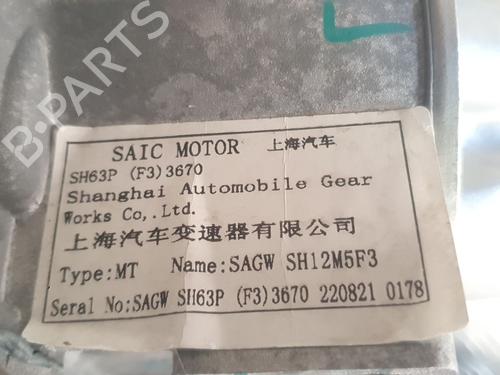 SAIC MOTOR 上海汽车
SH63P (F3)3670
Shanghai Automobile Gear
Works Co,.Ltd.
上海汽车变速器有限公司
Type:MT Name:SAGW SH12M5F3
Seral No:SAGW SH63P (F3)3670 220821 0178
B-PARTS